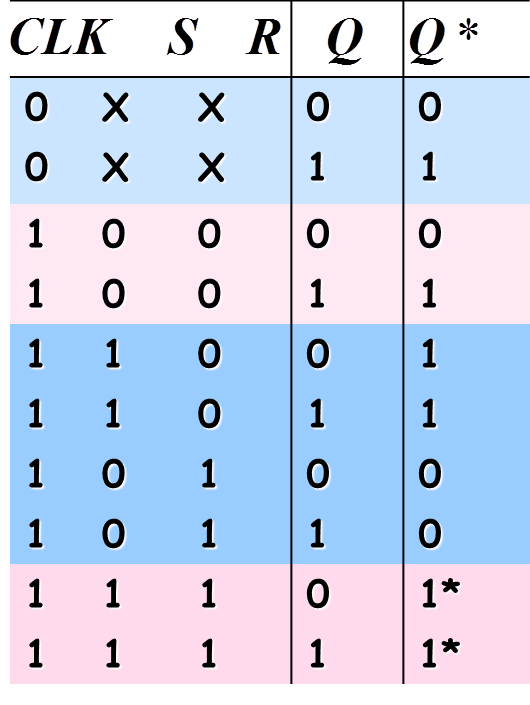 CLK S R Q Q*
0 X X 0 0
0 X X 1 1
1 0 0 0 0
1 0 0 1 1
1 1 0 0 1
1 1 0 1 1
1 0 1 0 0
1 0 1 1 0
1 1 1 0 1*
1 1 1 1 1*